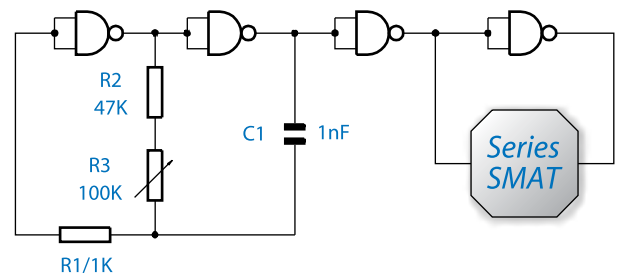 R2
47K
R3
100K
C1
1nF
R1/1K
Series
SMAT